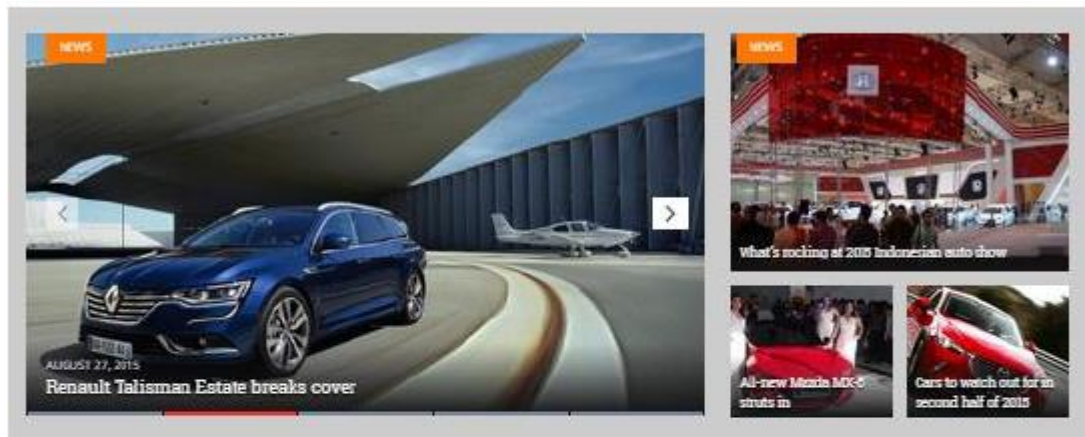 NEWS
AUGUST 27, 2015
Renault Talisman Estate breaks cover
NEWS
What's rocking at 2015 Indonesian auto show
All-new Mazda MX-5
struts in
Cars to watch out for in
second half of 2015